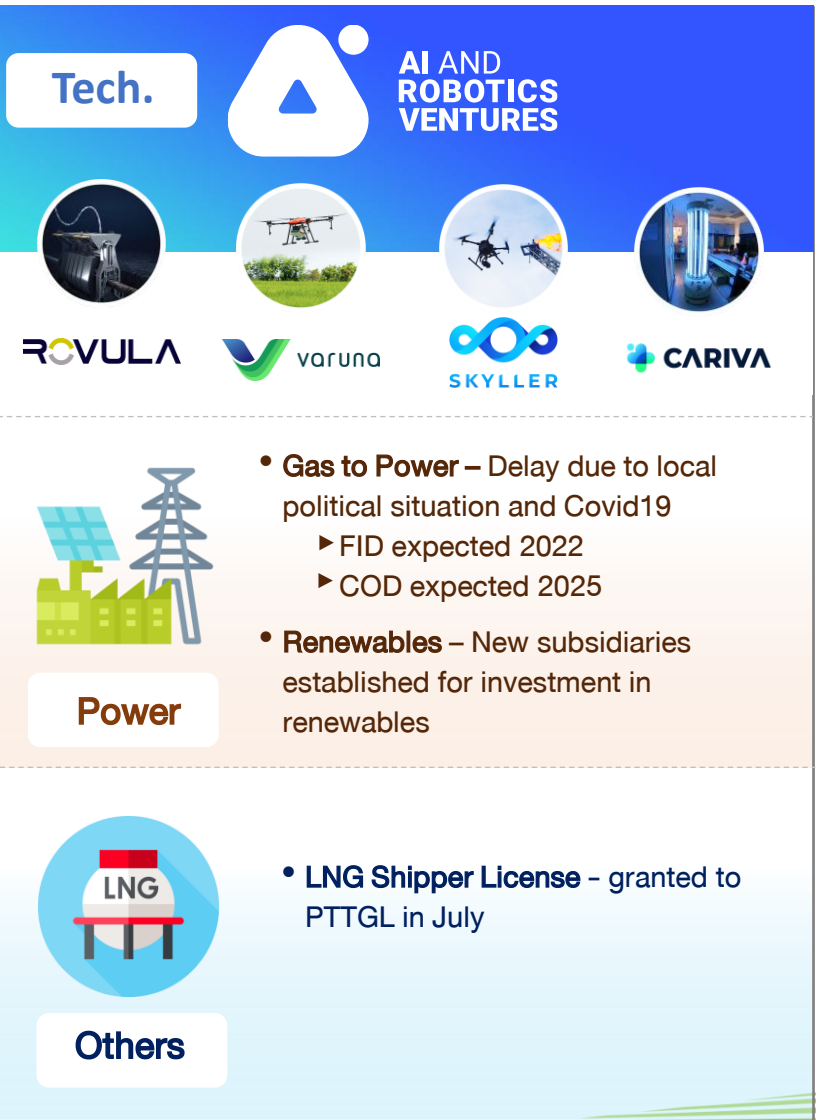 Tech.
AI AND
ROBOTICS
VENTURES
ROVULA
varuna
SKYLLER
CARIVA
• Gas to Power – Delay due to local
political situation and Covid19
► FID expected 2022
► COD expected 2025
• Renewables – New subsidiaries
established for investment in
renewables
Power
LNG
• LNG Shipper License - granted to
PTTGL in July
Others